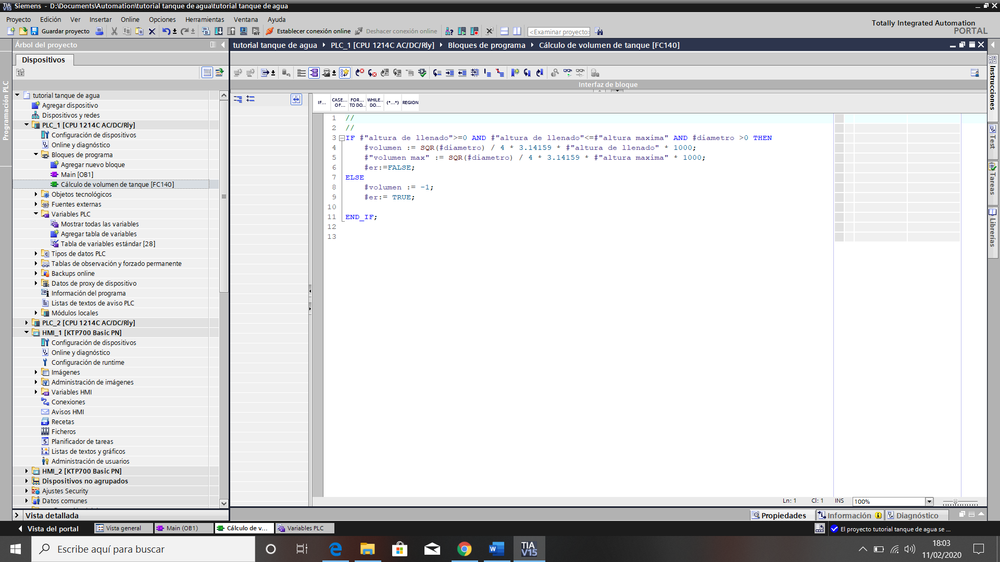 Siemens - D:\Documents\Automation\tutorial tanque de agua\tutorial tanque de agua
Proyecto Edición Ver Insertar Online Opciones Herramientas Ventana Ayuda
Totally Integrated Automation
PORTAL
Guardar proyecto Establecer conexión online Deshacer conexión online <Examinar proyecto>
Árbol del proyecto
tutorial tanque de agua PLC_1 [CPU 1214C AC/DC/Rly] Bloques de programa Cálculo de volumen de tanque [FC140]
Dispositivos
Programación PLC
Interfaz de bloque
IF... CASE... OF... FOR... TO DO.. WHILE.. DO... (*...*) REGION
tutorial tanque de agua
Agregar dispositivo
Dispositivos y redes
PLC_1 [CPU 1214C AC/DC/Rly]
Configuración de dispositivos
Online y diagnóstico
Bloques de programa
Agregar nuevo bloque
Main [OB1]
Cálculo de volumen de tanque [FC140]
Objetos tecnológicos
Fuentes externas
Variables PLC
Mostrar todas las variables
Agregar tabla de variables
Tabla de variables estándar [28]
Tipos de datos PLC
Tablas de observación y forzado permanente
Backups online
Datos de proxy de dispositivo
Información del programa
Listas de textos de aviso PLC
Módulos locales
PLC_2 [CPU 1214C AC/DC/Rly]
HMI_1 [KTP700 Basic PN]
Configuración de dispositivos
Online y diagnóstico
Configuración de runtime
Imágenes
Administración de imágenes
Variables HMI
Conexiones
Avisos HMI
Recetas
Ficheros
Planificador de tareas
Listas de textos y gráficos
Administración de usuarios
HMI_2 [KTP700 Basic PN]
Dispositivos no agrupados
Ajustes Security
Datos comunes
1 //
2 //
3 IF #"altura de llenado">=0 AND #"altura de llenado"<=#"altura maxima" AND #diametro >0 THEN
4 #volumen := SQR(#diametro) / 4 * 3.14159 * #"altura de llenado" * 1000;
5 #"volumen max" := SQR(#diametro) / 4 * 3.14159 * #"altura maxima" * 1000;
6 #er:=FALSE;
7 ELSE
8 #volumen := -1;
9 #er:= TRUE;
10
11 END_IF;
12
13
Instrucciones
Test
Tareas
Librerías
Ln: 1 Cl: 1 INS 100%
Vista detallada
Propiedades Información Diagnóstico
Vista del portal Vista general Main (OB1) Cálculo de v... Variables PLC El proyecto tutorial tanque de agua se ...
Escribe aquí para buscar
TIA V15
18:03
11/02/2020